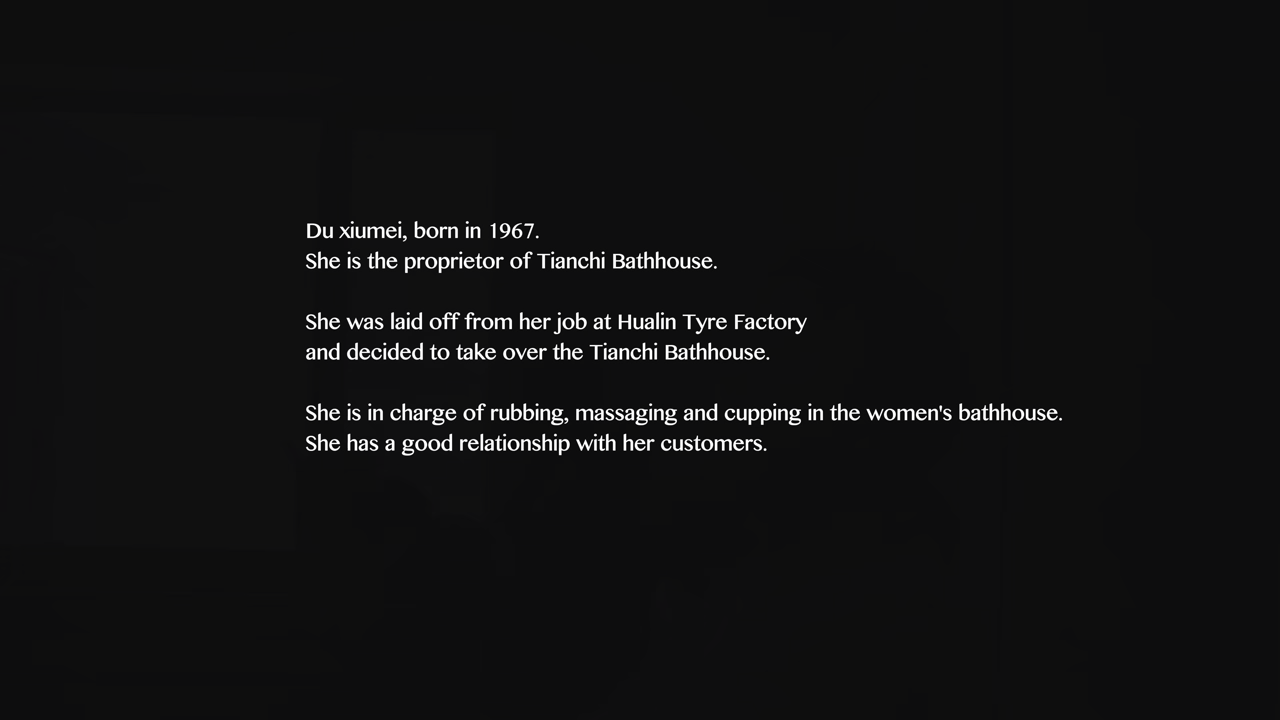 Du xiumei, born in 1967.
She is the proprietor of Tianchi Bathhouse.
She was laid off from her job at Hualin Tyre Factory
and decided to take over the Tianchi Bathhouse.
She is in charge of rubbing, massaging and cupping in the women's bathhouse.
She has a good relationship with her customers.